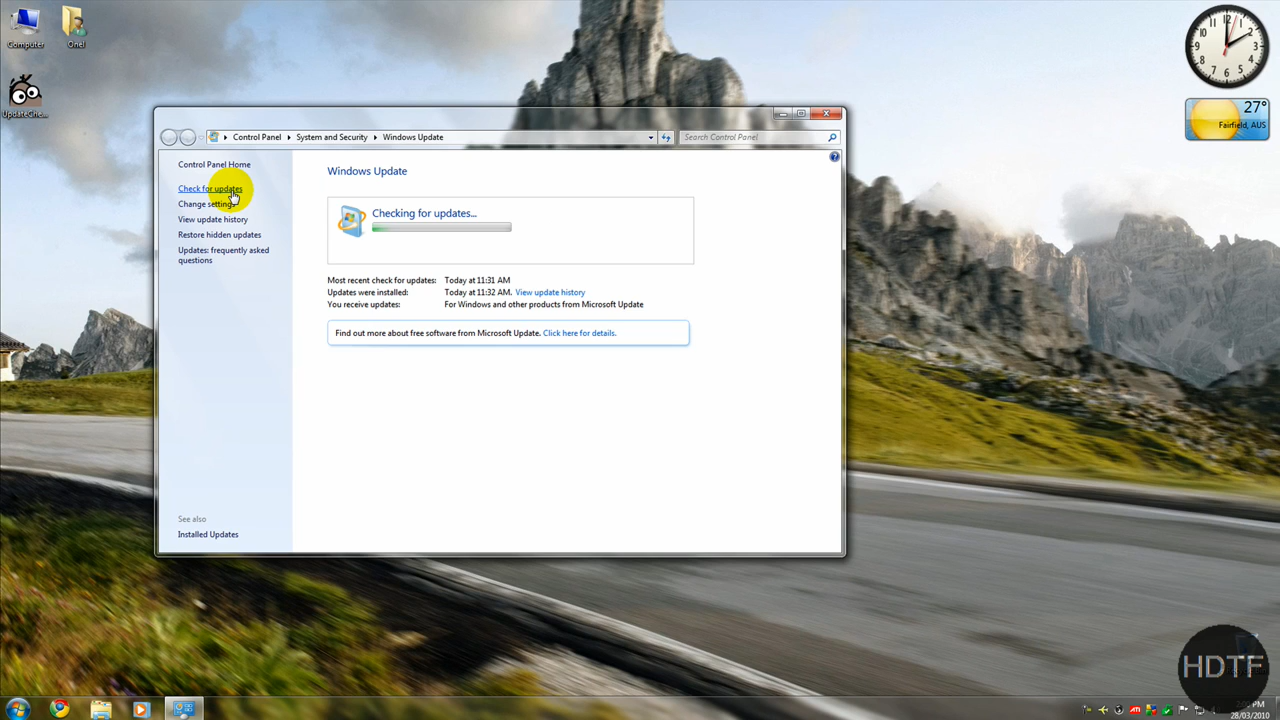 Computer
Onel
UpdateChe...
27°
Fairfield, AUS
Control Panel
System and Security
Windows Update
Search Control Panel
Control Panel Home
Check for updates
Change settings
View update history
Restore hidden updates
Updates: frequently asked
questions
See also
Installed Updates
Windows Update
Checking for updates...
Most recent check for updates: Today at 11:31 AM
Updates were installed: Today at 11:32 AM. View update history
You receive updates: For Windows and other products from Microsoft Update
Find out more about free software from Microsoft Update. Click here for details.
HDTF
ATI
PM
28/03/2010